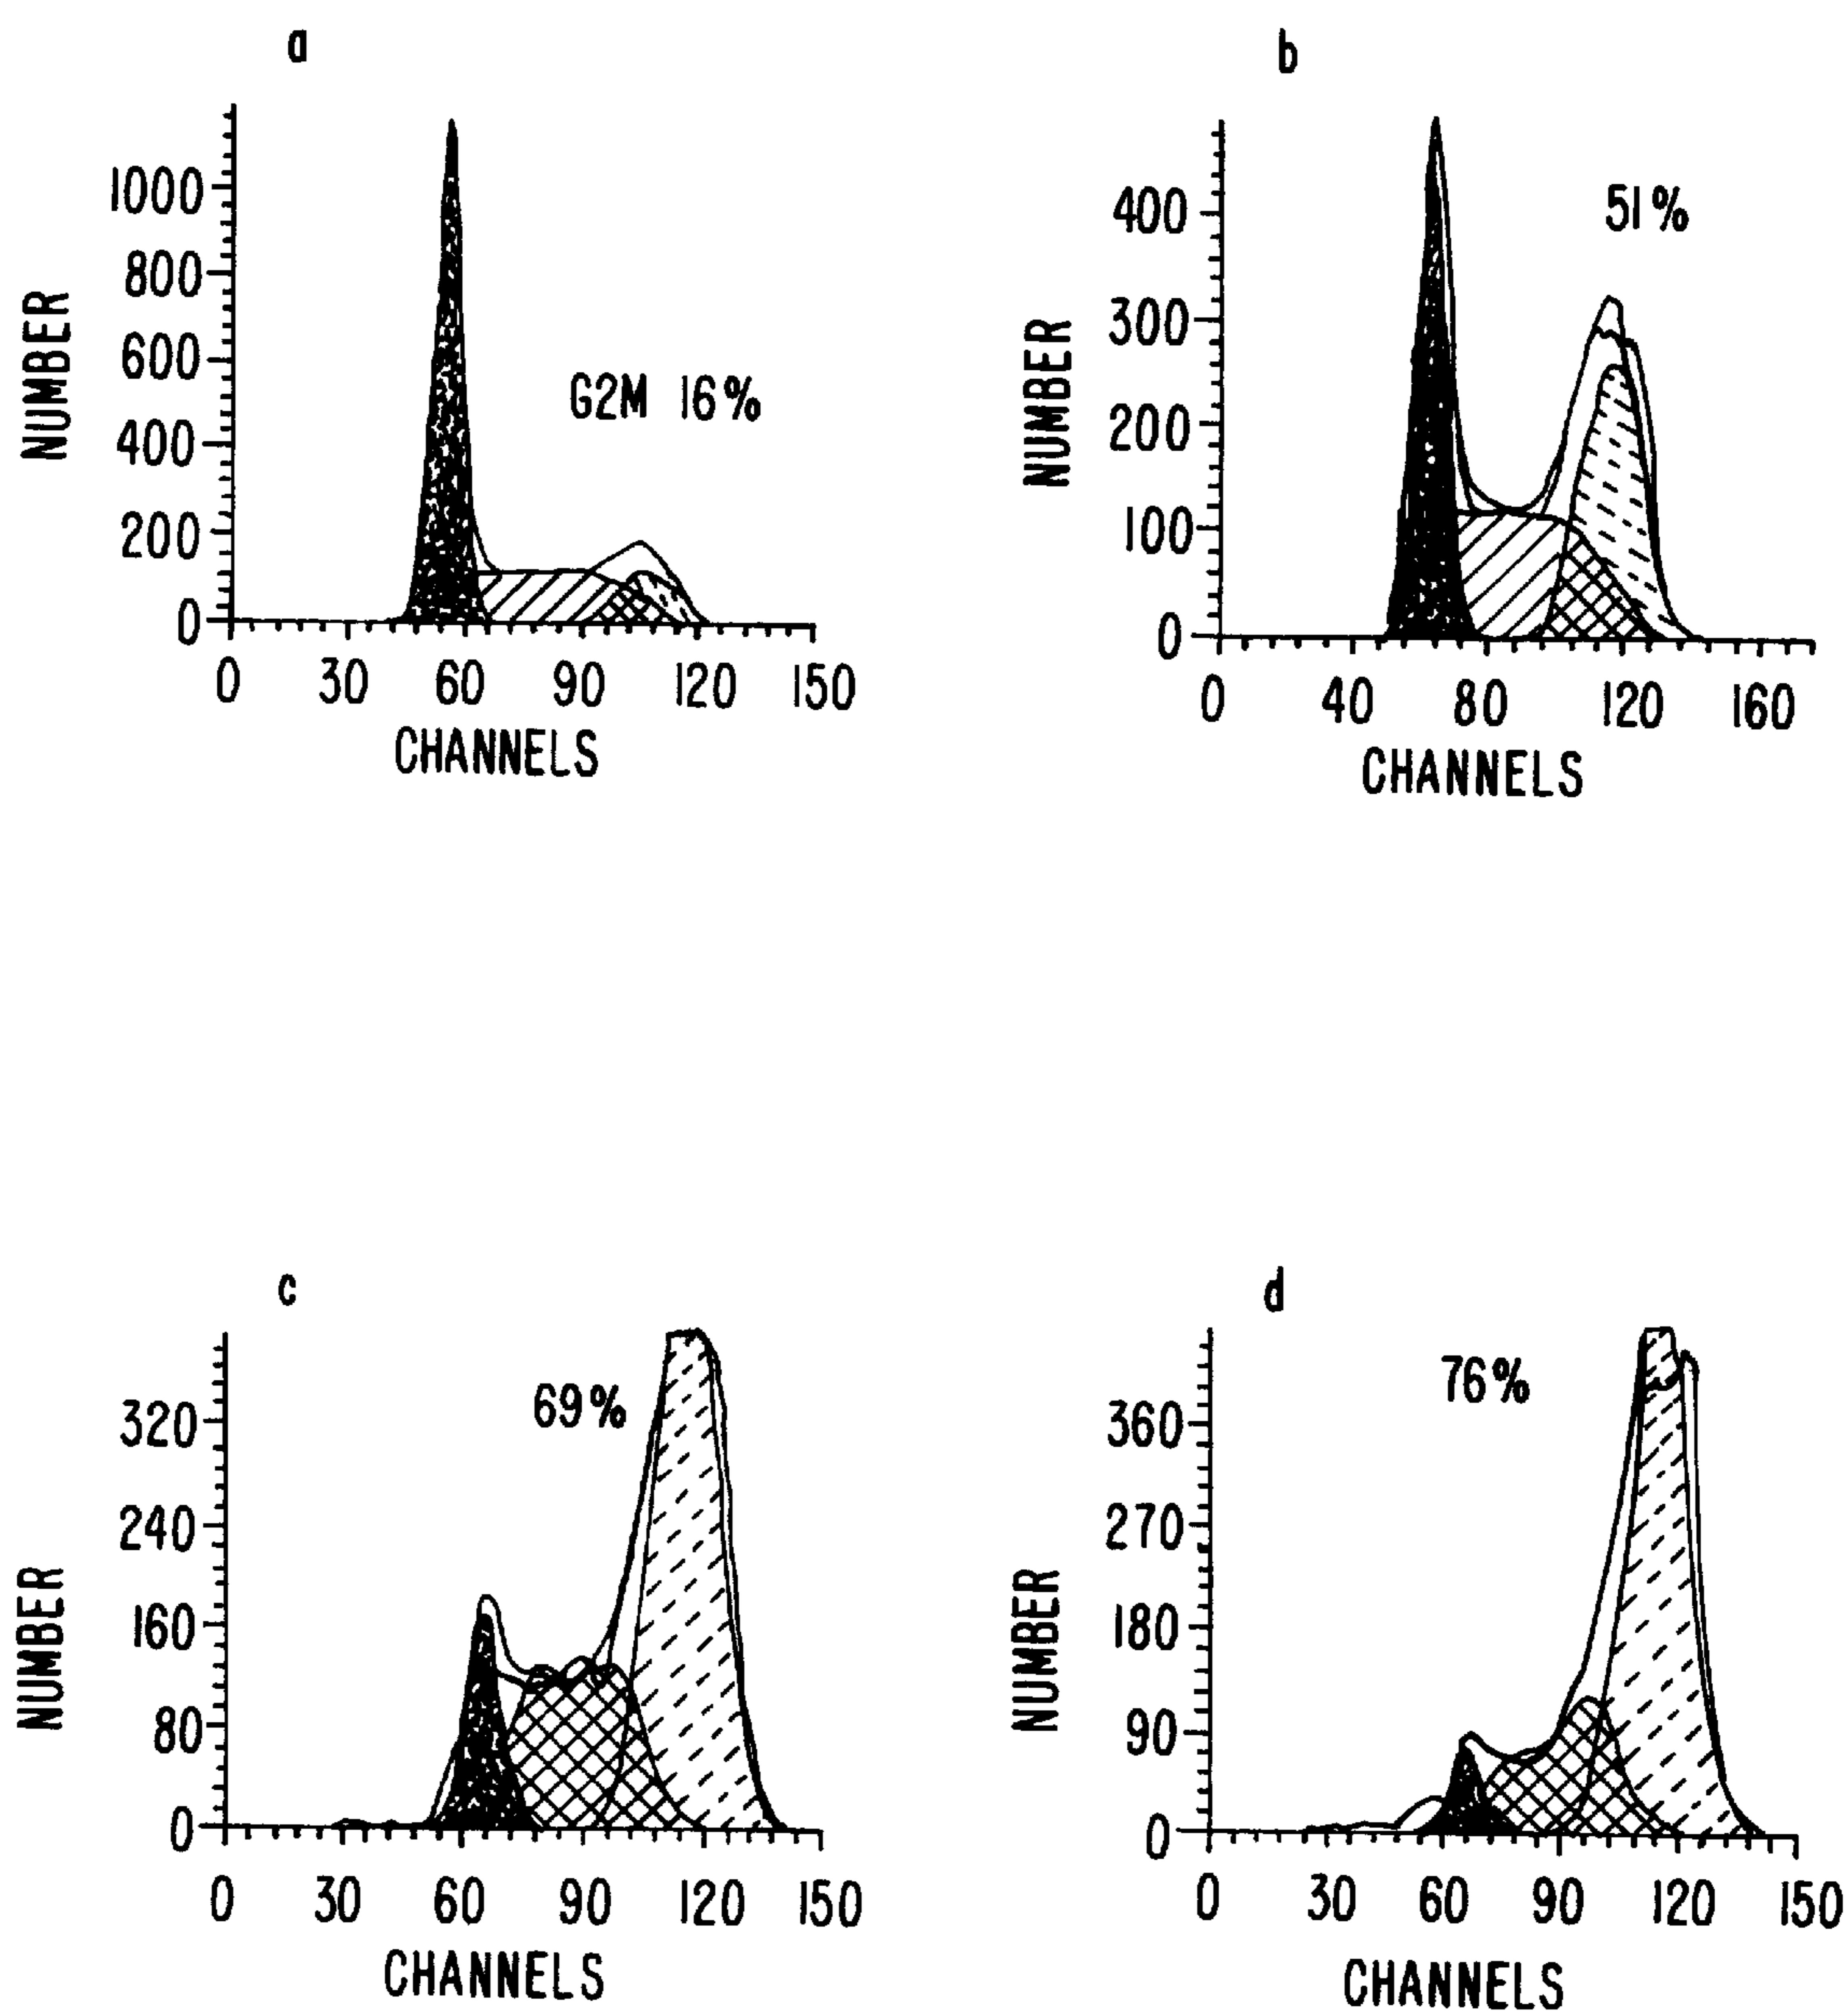 a
NUMBER
1000
800
600
400
200
0
G2M 16%
0 30 60 90 120 150
CHANNELS
b
NUMBER
400
300
200
100
0
51%
0 40 80 120 160
CHANNELS
c
NUMBER
320
240
160
80
0
69%
0 30 60 90 120 150
CHANNELS
d
NUMBER
360
270
180
90
0
76%
0 30 60 90 120 150
CHANNELS